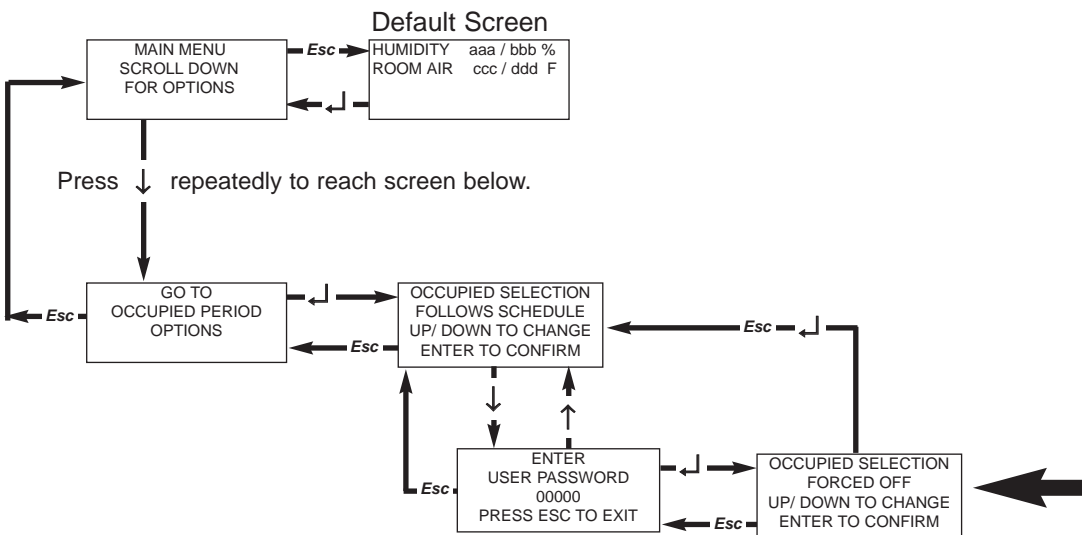 Default Screen
MAIN MENU
SCROLL DOWN
FOR OPTIONS
Esc
HUMIDITY aaa / bbb %
ROOM AIR ccc / ddd F
Press ↓ repeatedly to reach screen below.
GO TO
OCCUPIED PERIOD
OPTIONS
Esc
Esc
OCCUPIED SELECTION
FOLLOWS SCHEDULE
UP/ DOWN TO CHANGE
ENTER TO CONFIRM
Esc
Esc
ENTER
USER PASSWORD
00000
PRESS ESC TO EXIT
Esc
OCCUPIED SELECTION
FORCED OFF
UP/ DOWN TO CHANGE
ENTER TO CONFIRM